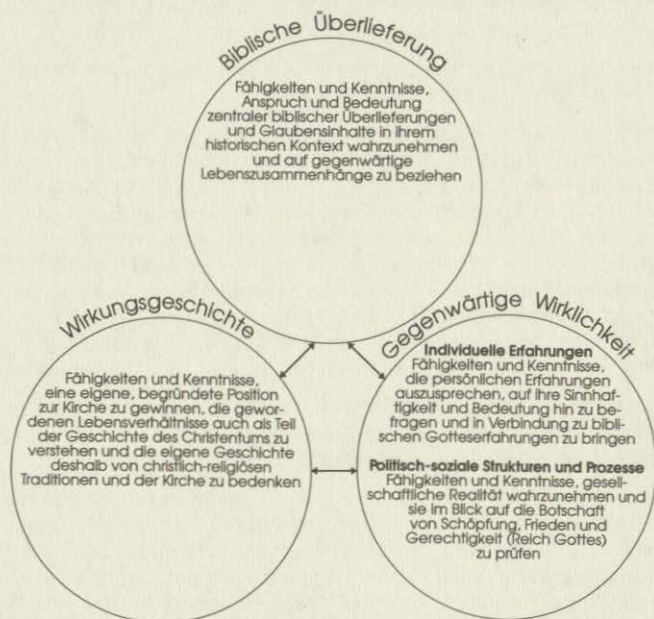 Biblische Überlieferung
Fähigkeiten und Kenntnisse,
Anspruch und Bedeutung
zentraler biblischer Überlieferungen
und Glaubensinhalte in ihrem
historischen Kontext wahrzunehmen
und auf gegenwärtige
Lebenszusammenhänge zu beziehen
Wirkungsgeschichte
Fähigkeiten und Kenntnisse,
eine eigene, begründete Position
zur Kirche zu gewinnen, die gewor-
denen Lebensverhältnisse auch als Teil
der Geschichte des Christentums zu
verstehen und die eigene Geschichte
deshalb von christlich-religiösen
Traditionen und der Kirche zu bedenken
Gegenwärtige Wirklichkeit
Individuelle Erfahrungen
Fähigkeiten und Kenntnisse,
die persönlichen Erfahrungen
auszusprechen, auf ihre Sinnhaf-
tigkeit und Bedeutung hin zu be-
fragen und in Verbindung zu bibli-
schen Gotteserfahrungen zu bringen
Politisch-soziale Strukturen und Prozesse
Fähigkeiten und Kenntnisse, gesell-
schaftliche Realität wahrzunehmen und
sie im Blick auf die Botschaft
von Schöpfung, Frieden und
Gerechtigkeit (Reich Gottes)
zu prüfen